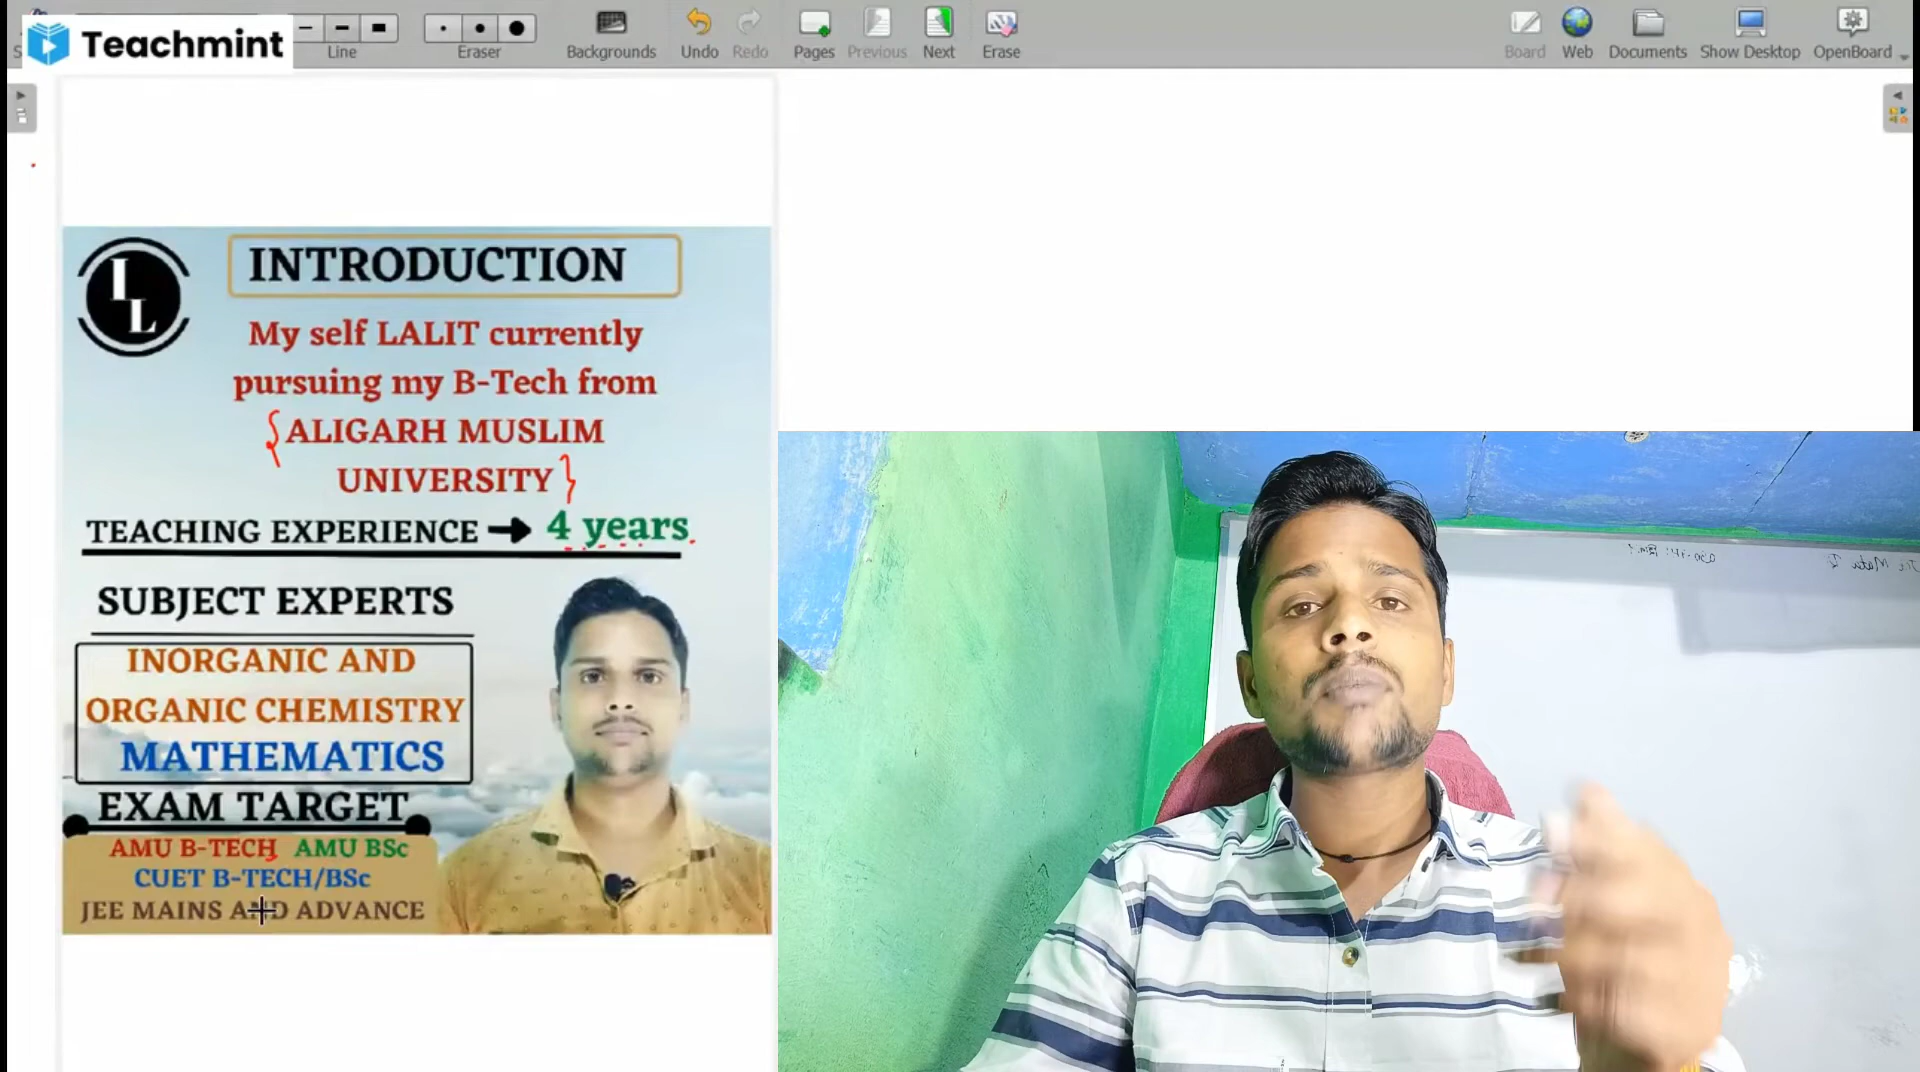 Teachmint
Line
Eraser
Backgrounds
Undo
Redo
Pages
Previous
Next
Erase
Board
Web
Documents
Show Desktop
OpenBoard
L
L
INTRODUCTION
My self LALIT currently
pursuing my B-Tech from
{ALIGARH MUSLIM
UNIVERSITY}
TEACHING EXPERIENCE → 4 years
SUBJECT EXPERTS
INORGANIC AND
ORGANIC CHEMISTRY
MATHEMATICS
EXAM TARGET
AMU B-TECH AMU BSc
CUET B-TECH/BSc
JEE MAINS AND ADVANCE